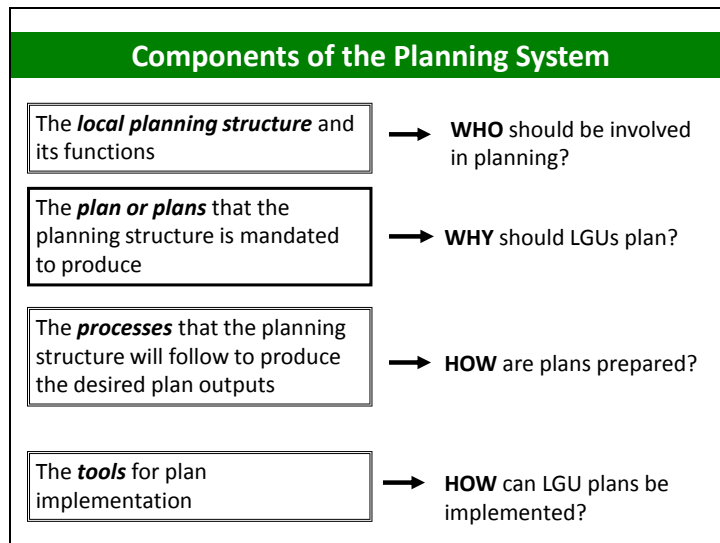 Components of the Planning System
The local planning structure and
its functions
WHO should be involved
in planning?
The plan or plans that the
planning structure is mandated
to produce
WHY should LGUs plan?
The processes that the planning
structure will follow to produce
the desired plan outputs
HOW are plans prepared?
The tools for plan
implementation
HOW can LGU plans be
implemented?